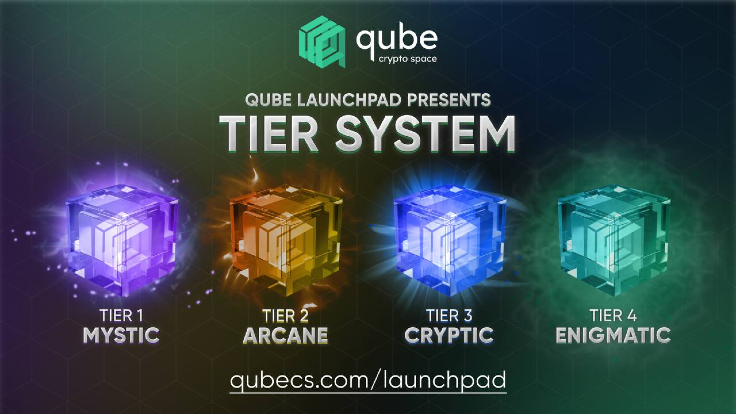 qube
crypto space
QUBE LAUNCHPAD PRESENTS
TIER SYSTEM
TIER 1
MYSTIC
TIER 2
ARCANE
TIER 3
CRYPTIC
TIER 4
ENIGMATIC
qubecs.com/launchpad